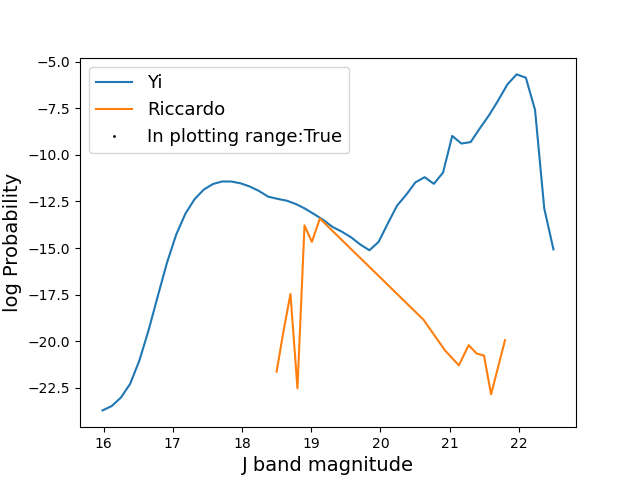 Yi
Riccardo
In plotting range:True
log Probability
−5.0
−7.5
−10.0
−12.5
−15.0
−17.5
−20.0
−22.5
16 17 18 19 20 21 22
J band magnitude